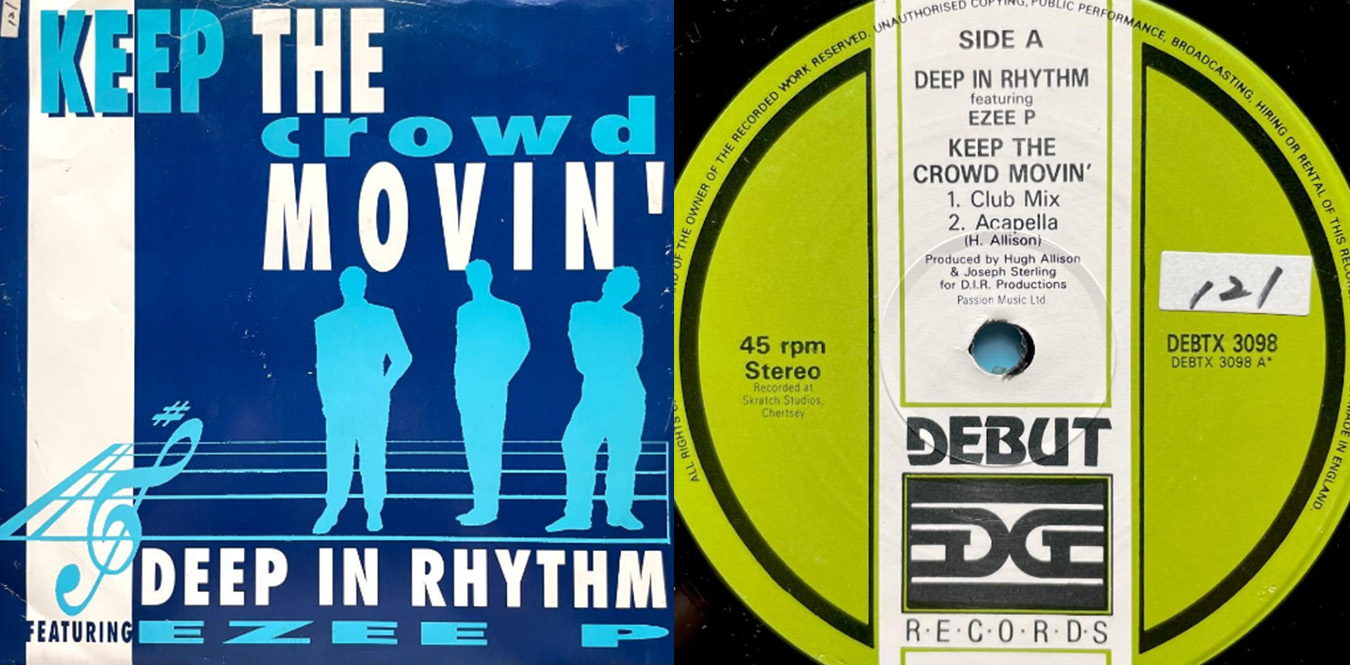 121
KEEP THE
crowd
MOVIN'
DEEP IN RHYTHM
FEATURING EZEE P
UNAUTHORISED COPYING, PUBLIC PERFORMANCE, BROADCASTING, HIRING OR RENTAL OF THIS
MADE IN ENGLAND.
ALL RIGHTS
OF THE OWNER OF THE RECORDED WORK RESERVED.
SIDE A
DEEP IN RHYTHM
featuring
EZEE P
KEEP THE
CROWD MOVIN'
1. Club Mix
2. Acapella
(H. Allison)
Produced by Hugh Allison
& Joseph Sterling
for D.I.R. Productions
Passion Music Ltd.
121
45 rpm
Stereo
Recorded at
Skratch Studios,
Chertsey
DEBTX 3098
DEBTX 3098 A*
DEBUT
R·E·C·O·R·D·S